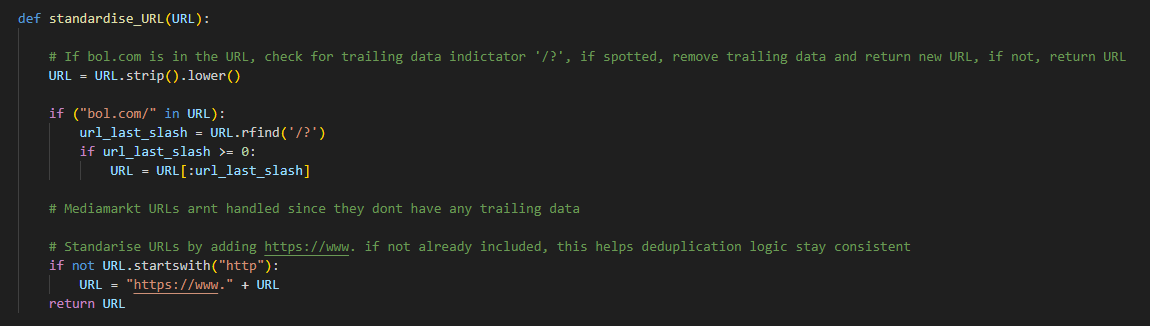 def standardise_URL(URL):
# If bol.com is in the URL, check for trailing data indictator '/?', if spotted, remove trailing data and return new URL, if not, return URL
URL = URL.strip().lower()
if ("bol.com/" in URL):
url_last_slash = URL.rfind('/?')
if url_last_slash >= 0:
URL = URL[:url_last_slash]
# Mediamarkt URLs arnt handled since they dont have any trailing data
# Standarise URLs by adding https://www. if not already included, this helps deduplication logic stay consistent
if not URL.startswith("http"):
URL = "https://www." + URL
return URL